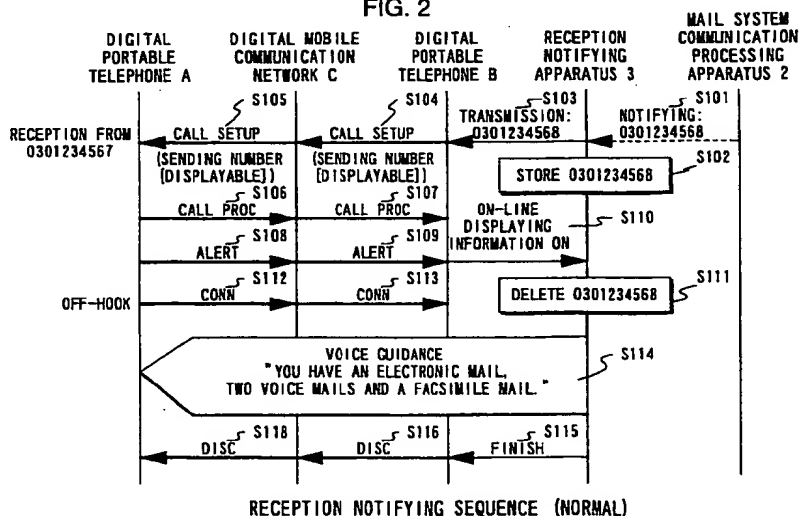 FIG. 2
DIGITAL PORTABLE TELEPHONE A
DIGITAL MOBILE COMMUNICATION NETWORK C
DIGITAL PORTABLE TELEPHONE B
RECEPTION NOTIFYING APPARATUS 3
MAIL SYSTEM COMMUNICATION PROCESSING APPARATUS 2
S105
S104
S103
S101
RECEPTION FROM 0301234567
CALL SETUP
CALL SETUP
TRANSMISSION: 0301234568
NOTIFYING: 0301234568
(SENDING NUMBER [DISPLAYABLE])
(SENDING NUMBER [DISPLAYABLE])
STORE 0301234568
S102
S106
S107
CALL PROC
CALL PROC
ON-LINE DISPLAYING INFORMATION ON
S110
S108
S109
ALERT
ALERT
S112
S113
S111
OFF-HOOK
CONN
CONN
DELETE 0301234568
VOICE GUIDANCE
"YOU HAVE AN ELECTRONIC MAIL,
TWO VOICE MAILS AND A FACSIMILE MAIL."
S114
S118
S116
S115
DISC
DISC
FINISH
RECEPTION NOTIFYING SEQUENCE (NORMAL)